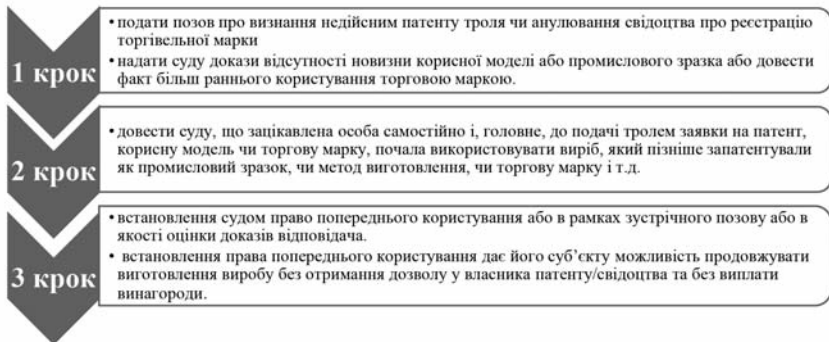 1 крок
• подати позов про визнання недійсним патенту троля чи анулювання свідоцтва про реєстрацію
торгівельної марки
• надати суду докази відсутності новизни корисної моделі або промислового зразка або довести
факт більш раннього користування торговою маркою.
2 крок
• довести суду, що зацікавлена особа самостійно і, головне, до подачі тролем заявки на патент,
корисну модель чи торгову марку, почала використовувати виріб, який пізніше запатентували
як промисловий зразок, чи метод виготовлення, чи торгову марку і т.д.
3 крок
• встановлення судом право попереднього користування або в рамках зустрічного позову або в
якості оцінки доказів відповідача.
• встановлення права попереднього користування дає його суб’єкту можливість продовжувати
виготовлення виробу без отримання дозволу у власника патенту/свідоцтва та без виплати
винагороди.